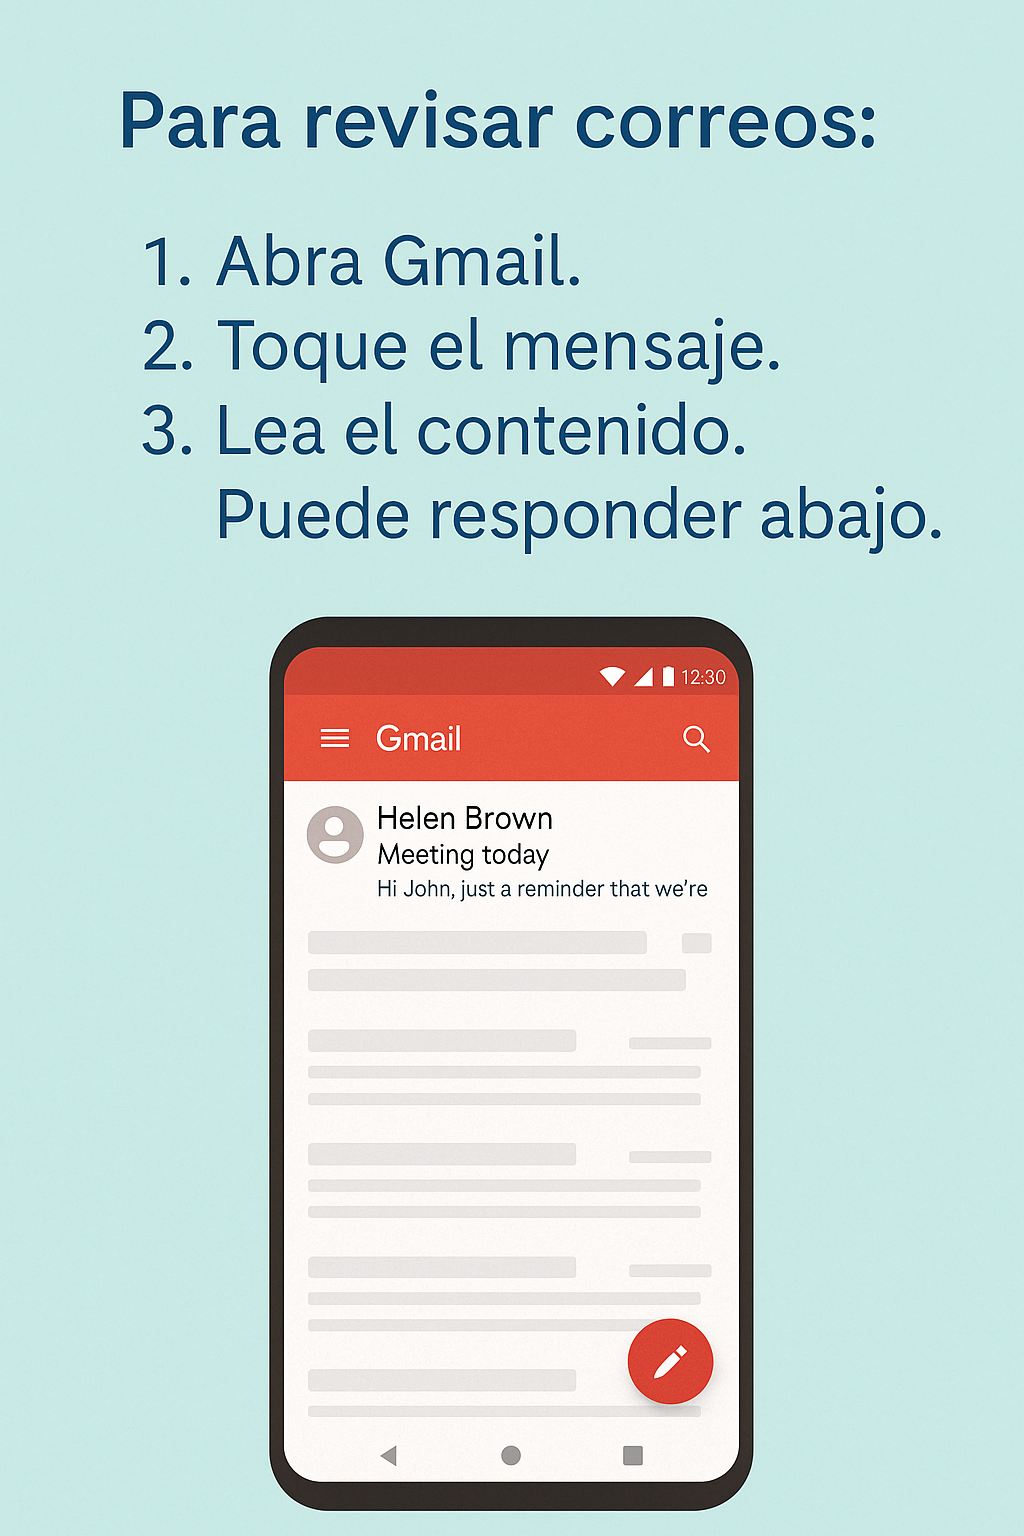 Para revisar correos:
1. Abra Gmail.
2. Toque el mensaje.
3. Lea el contenido.
Puede responder abajo.
12:30
Gmail
Helen Brown
Meeting today
Hi John, just a reminder that we’re